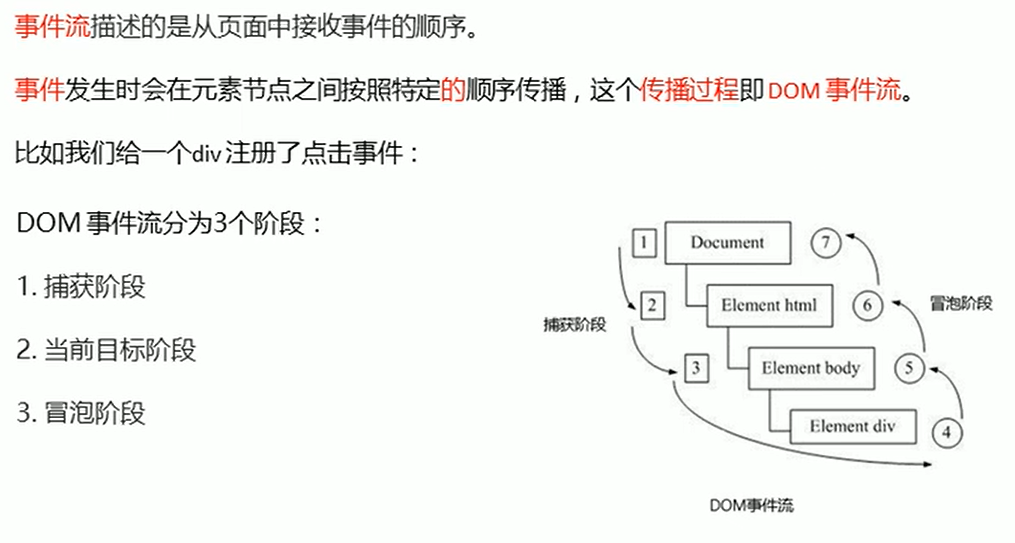 事件流描述的是从页面中接收事件的顺序。
事件发生时会在元素节点之间按照特定的顺序传播，这个传播过程即 DOM 事件流。
比如我们给一个div 注册了点击事件：
DOM 事件流分为3个阶段：
1. 捕获阶段
2. 当前目标阶段
3. 冒泡阶段
1 Document 7
2 Element html 6
冒泡阶段
捕获阶段
3 Element body 5
Element div 4
DOM事件流